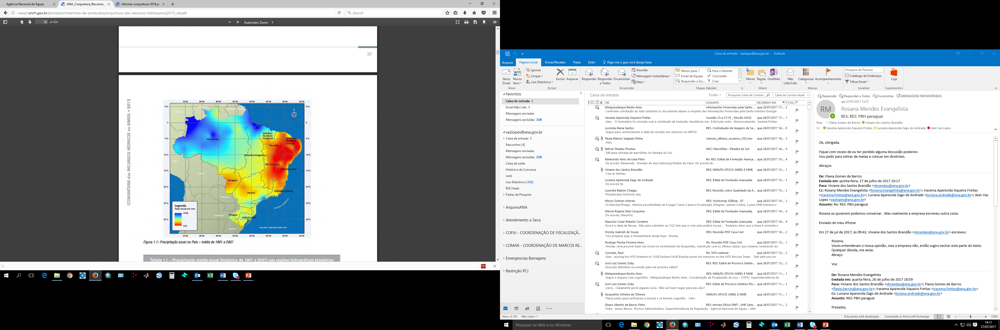 Agência Nacional de Águas
ANA_Conjuntura_Recursos_
informe-conjuntura-2016.pd
www3.snirh.gov.br/portal/snirh/centrais-de-conteudos/conjuntura-dos-recursos-hidricos/conj2013_rel.pdf
Search
39 of 434
Automatic Zoom
37
CONJUNTURA dos RECURSOS HÍDRICOS no BRASIL • 2013
70°W 65°W 60°W 55°W 50°W 45°W 40°W 35°W
5°N 5°N
0 0
5°S 5°S
10°S 10°S
15°S 15°S
20°S 20°S
25°S 25°S
30°S 30°S
Amazônica
Atlântico
Nordeste
Ocidental
Atlântico
Nordeste
Oriental
Parnaíba
Tocantins-Araguaia
São Francisco
Atlântico Leste
Paraguai
Paraná
Atlântico Sudeste
OCEANO ATLÂNTICO
Uruguai
Atlântico Sul
Legenda
Total anual em mm
3400
450
70°W 65°W 60°W 55°W 50°W 45°W 40°W 35°W
Figura 1.1- Precipitação anual no País – média de 1961 a 2007
Tabela 1.1 – Precipitação média anual (histórico de 1961 a 2007) nas regiões hidrográficas brasileiras
751
Caixa de entrada - vazlopes@ana.gov.br - Outlook
Arquivo Página Inicial Enviar/Receber Pasta Exibir Diga-me o que você deseja fazer
Novo Email
Novos Itens
Novo
Ignorar
Limpar
Lixo Eletrônico
Excluir Arquivar
Excluir
Responder
Responder a Todos
Encaminhar
Reunião
Mensagem Instantânea
Mais
Responder
Mover para: ?
Email de Equipe
Responder e Exc...
Para o Gerente
Concluído
Criar
Etapas Rápidas
Mover Regras OneNote
Mover
Não Lido/Lido
Categorizar Acompanhamento
Marcas
Pesquisa de Pessoas
Catálogo de Endereços
Filtrar Email
Localizar
Loja
Suplementos
Favoritos
Caixa de entrada 1
Email Não Lido 1
Mensagens enviadas
Mensagens excluídas 338
vazlopes@ana.gov.br
Caixa de entrada 1
Rascunhos [4]
Mensagens enviadas
Mensagens excluídas 338
Caixa de saída
Histórico da Conversa
Junk
Lixo Eletrônico [506]
RSS Feeds
Pastas de Pesquisa
ArquivoANA
Atendimento a Seca
COFIU - COORDENAÇÃO DE FISCALIZAÇÃ...
COMAR - COORDENAÇÃO DE MARCOS RE...
Emergencias Barragens
Restrição PCJ
Caixa de entrada
Todas
Pesquisar Caixa de Correio...
Caixa de Correio Atual
DE ASSUNTO RECEBIDO EM
Melquizedeque Bento Alves informações fornecidas pela Santo ... qua 26/07/2017 17:... 2
Conforme solicitação do Alan cadastrei os documento abaixo a respeito das informações fornecidas pela Santo Antônio Energia
Iracema Aparecida Siqueira Freitas reunião 23 a 27/10 _ Missão USGS qua 26/07/2017 17:... 1
Alan, O formulário foi enviado com a solicitação de tradução simultânea sim. Está tudo certo. Atenciosamente, Iracema Freitas
Lucinéia Maria Santos RES: Contratação de Imagens de Sa... qua 26/07/2017 16:... 8
Segue para conhecimento a data da reunião dos meninos no MPOG.
Paula Ribeiro Salgado Pinha selecao_ultimos_usuarios_OS3.xlsx qua 26/07/2017 16:... 3
Alan,
Patrick Thadeu Thomas ENC: Macrófitas - Paraíba do Sul qua 26/07/2017 16:... 4
TdR para retirada de macrófitas no Paraíba do Sul.
Raimundo Alves de Lima Filho Re: RES: Edital de Formação Avança... qua 26/07/2017 15:... 4
De acordo. Raimundo Enviado do meu Samsung Mobile da Claro De acordo tb.
Viviane dos Santos Brandão RES: MINUTA OFICIO ANEEL E MME qua 26/07/2017 15:... 1
Com as minhas.
Luciana Aparecida Zago de Andrade RES: Edital de Formação Avançada. qua 26/07/2017 15:... 5
De acordo tb.
Luzinete Rabelo Chagas RES: Reunião sobre Qualidade da Á... qua 26/07/2017 15:... 3
Prezados(as) Senhores (as),
Morris Scherer-Warren RES: Workshop SSEBop - ET qua 26/07/2017 15:... 2
Oi Marcela/Thiago, Haveria possibilidade de 6 vagas? Seria 3 para a Fiscalização (Wagner, Juliana e Édio), 2 para UNB (Adriano e
Márcia Regina Silva Cerqueira RES: Edital de Formação Avançada. qua 26/07/2017 14:... 4
De acordo, Maurício.
Maurício Cezar Rebello Cordeiro RES: Edital de Formação Avançada. qua 26/07/2017 14:... 4
Essa é a ideia da Neuza. Mas para submeter ao CGC tem que ir com uma análise nossa... Podemos dizer que o tema é coerente e
Wesley Gabrieli de Souza RES: Reunião PISF Casa Civil qua 26/07/2017 14:... 2
Vou preparar algo e encaminharei ainda hoje. Wesley
Rodrigo Flecha Ferreira Alves Re: Reunião PISF Casa Civil qua 26/07/2017 13:... 1
Wesley: seria possível fazer um Zoom no enchimento do Boqueirão, sobretudo com os últimos dados que estamos recebendo do
Conrads, Paul Re: WTS webinar qua 26/07/2017 12:... 2
Alan - moving the WTS Webinar to 13:00 Eastern/14:00 Brasilia works for everyone on the WTS Mission Team. Talk with you on
José Luiz Gomes Zoby RES: RES: Edital de Processo Seletiv... qua 26/07/2017 12:... 2
Exclusão definitiva ou revisão para um próximo edital?
Melquizedeque Bento Alves RES: MINUTA OFICIO ANEEL E MME qua 26/07/2017 11:... 1
Segue o arquivo com sugestões. Melquizedeque Bento Alves Coordenação de Fiscalização de Uso – COFIU Superintendência de
José Luiz Gomes Zoby RES: Edital de Processo Seletivo Pós... qua 26/07/2017 11:... 2
Caros, Claramente perdi alguma coisa. Não vai haver vagas para pós-doc?
Jacqueline Oliveira de Oliveira MINUTA OFICIO ANEEL E MME qua 26/07/2017 11:... 1
Flavia pediu para verificarem a minuta e se tiverem sugestão. <fim>
Álvaro Alberto de Barros Filho RES: minuta Ofício DNIT - UHE Sant... qua 26/07/2017 11:... 2
Feito. Alvaro Barros Técnico Administrativo Superintendência de Regulação Agência Nacional de Águas – ANA
Responder Responder a Todos Encaminhar MENSAGENS INSTANTÂNEAS
qui 27/07/2017 13:37
RM
Rosana Mendes Evangelista
RES: RES: PBH paraguai
Para Flavia Gomes de Barros; Viviane dos Santos Brandão
Cc Iracema Aparecida Siqueira Freitas; Luciana Aparecida Zago de Andrade; Alan Vaz Lopes
Ok, obrigada.
Fiquei com receio de eu ter perdido alguma discussão posterior.
Vou pedir para retirar de metas e colocar em diretrizes.
Abraços
De: Flavia Gomes de Barros
Enviada em: quinta-feira, 27 de julho de 2017 10:17
Para: Viviane dos Santos Brandão <vbrandao@ana.gov.br>
Cc: Rosana Mendes Evangelista <Rosana.Evangelista@ana.gov.br>; Iracema Aparecida Siqueira Freitas
<iracema.freitas@ana.gov.br>; Luciana Aparecida Zago de Andrade <luciana.andrade@ana.gov.br>; Alan Vaz
Lopes <vazlopes@ana.gov.br>
Assunto: Re: RES: PBH paraguai
Rosana se quiserem podemos conversar . Mas realmente a empresa escreveu outra coisa.
Enviado do meu iPhone
Em 27 de jul de 2017, às 09:42, Viviane dos Santos Brandão <vbrandao@ana.gov.br> escreveu:
Rosana,
Voces entenderam o nossa opinião, mas a empresa não, então sugiro excluir esta parte do texto.
Qualquer dúvida, me avise.
Abraço
Vivi
De: Rosana Mendes Evangelista
Enviada em: quarta-feira, 26 de julho de 2017 18:59
Para: Viviane dos Santos Brandão <vbrandao@ana.gov.br>; Flavia Gomes de Barros
<flavia.barros@ana.gov.br>; Iracema Aparecida Siqueira Freitas <iracema.freitas@ana.gov.br>
Cc: Luciana Aparecida Zago de Andrade <luciana.andrade@ana.gov.br>
Assunto: RES: PBH paraguai
Prezadas,
Itens: 8.185 Não Lidos: 1
Esta pasta está atualizada. Conectado a: Microsoft Exchange
100%
Pesquisar na Web e no Windows
14:11
27/07/2017